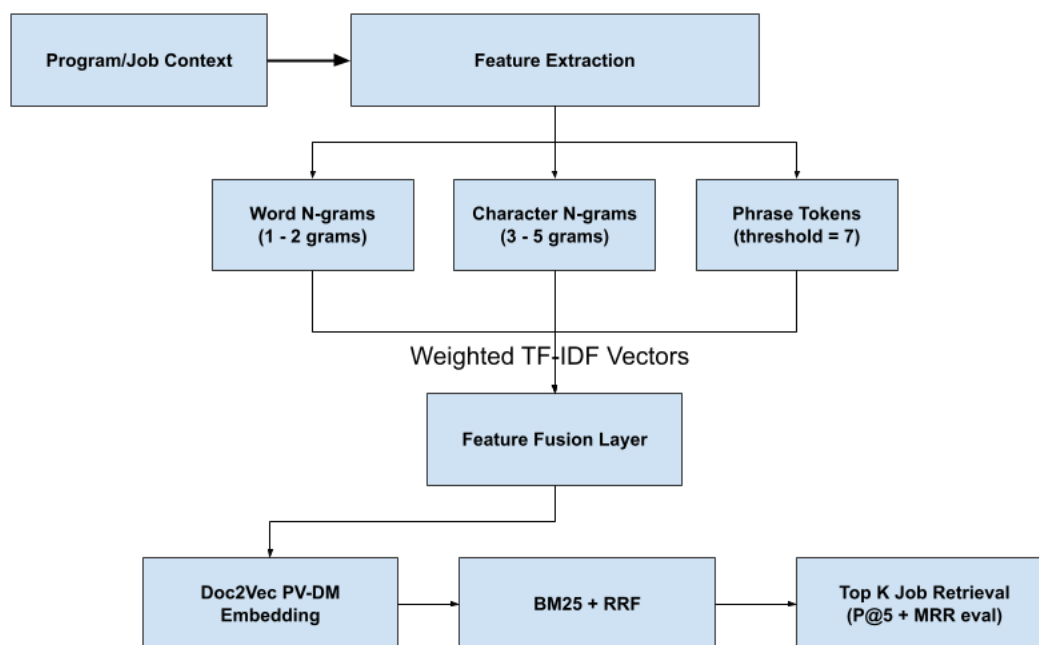 Program/Job Context
Feature Extraction
Word N-grams
(1 - 2 grams)
Character N-grams
(3 - 5 grams)
Phrase Tokens
(threshold = 7)
Weighted TF-IDF Vectors
Feature Fusion Layer
Doc2Vec PV-DM
Embedding
BM25 + RRF
Top K Job Retrieval
(P@5 + MRR eval)